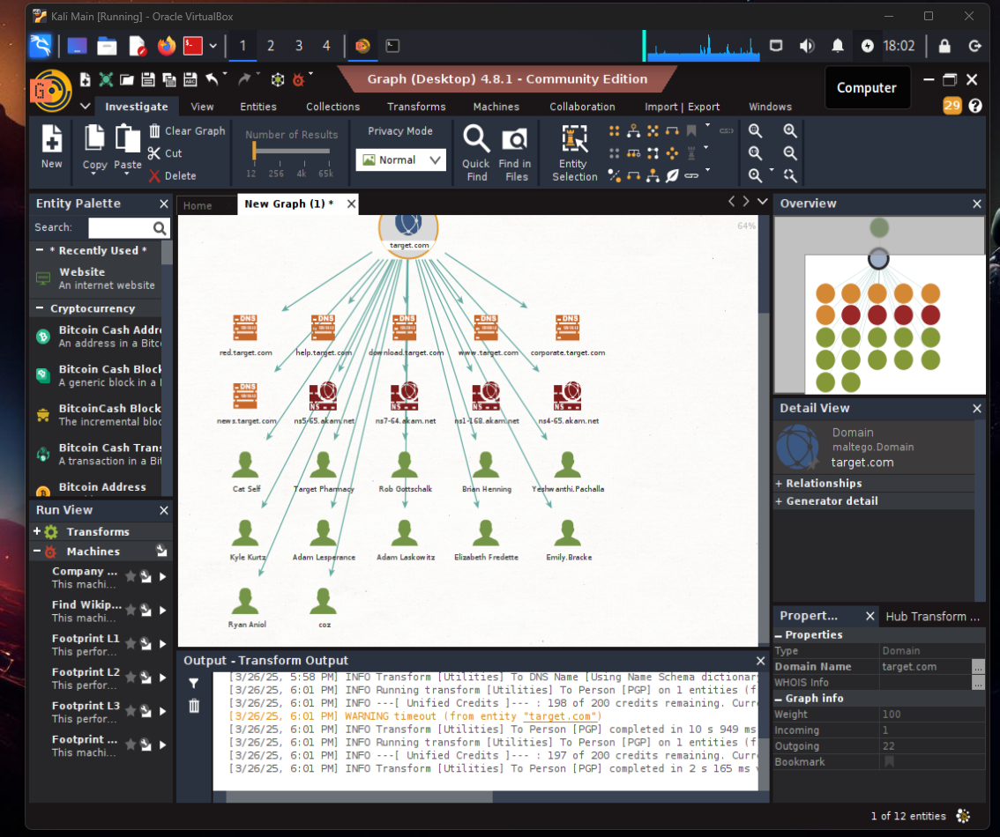 Kali Main [Running] - Oracle VirtualBox
1 2 3 4
18:02
Graph (Desktop) 4.8.1 - Community Edition
Computer
29
Investigate View Entities Collections Transforms Machines Collaboration Import | Export Windows
New
Copy Paste
Clear Graph
Cut
Delete
Number of Results
12 256 4k 65k
Privacy Mode
Normal
Quick Find
Find in Files
Entity Selection
Entity Palette
Search:
* Recently Used *
Website
An internet website
Cryptocurrency
Bitcoin Cash Addre
An address in a Bitc
Bitcoin Cash Block
A generic block in a
BitcoinCash Block
The incremental bloc
Bitcoin Cash Trans
A transaction in a Bit
Bitcoin Address
Run View
Transforms
Machines
Company ...
This machi...
Find Wikip...
This machi...
Footprint L1
This perfor...
Footprint L2
This perfor...
Footprint L3
This perfor...
Footprint ...
This machi...
Home
New Graph (1) *
64%
target.com
DNS DNS DNS DNS DNS
red.target.com help.target.com download.target.com www.target.com corporate.target.com
DNS NS NS NS NS
news.target.com ns5-65.akam.net ns7-64.akam.net ns1-168.akam.net ns4-65.akam.net
Cat Self Target Pharmacy Rob Gottschalk Brian Henning Yeshwanthi.Pachalla
Kyle Kurtz Adam Lesperance Adam Laskowitz Elizabeth Fredette Emily.Bracke
Ryan Aniol coz
Output - Transform Output
[3/26/25, 5:58 PM] INFO Transform [Utilities] To DNS Name [Using Name Schema dictionar
[3/26/25, 6:01 PM] INFO Running transform [Utilities] To Person [PGP] on 1 entities (f
[3/26/25, 6:01 PM] INFO ---[ Unified Credits ]--- : 198 of 200 credits remaining. Curr
[3/26/25, 6:01 PM] WARNING timeout (from entity "target.com")
[3/26/25, 6:01 PM] INFO Transform [Utilities] To Person [PGP] completed in 10 s 949 ms
[3/26/25, 6:01 PM] INFO Running transform [Utilities] To Person [PGP] on 1 entities (f
[3/26/25, 6:01 PM] INFO ---[ Unified Credits ]--- : 197 of 200 credits remaining. Curr
[3/26/25, 6:01 PM] INFO Transform [Utilities] To Person [PGP] completed in 2 s 165 ms
Overview
Detail View
Domain
maltego.Domain
target.com
+ Relationships
+ Generator detail
Propert...
Hub Transform ...
Properties
Type Domain
Domain Name target.com ...
WHOIS Info ...
Graph info
Weight 100
Incoming 1
Outgoing 22
Bookmark
1 of 12 entities